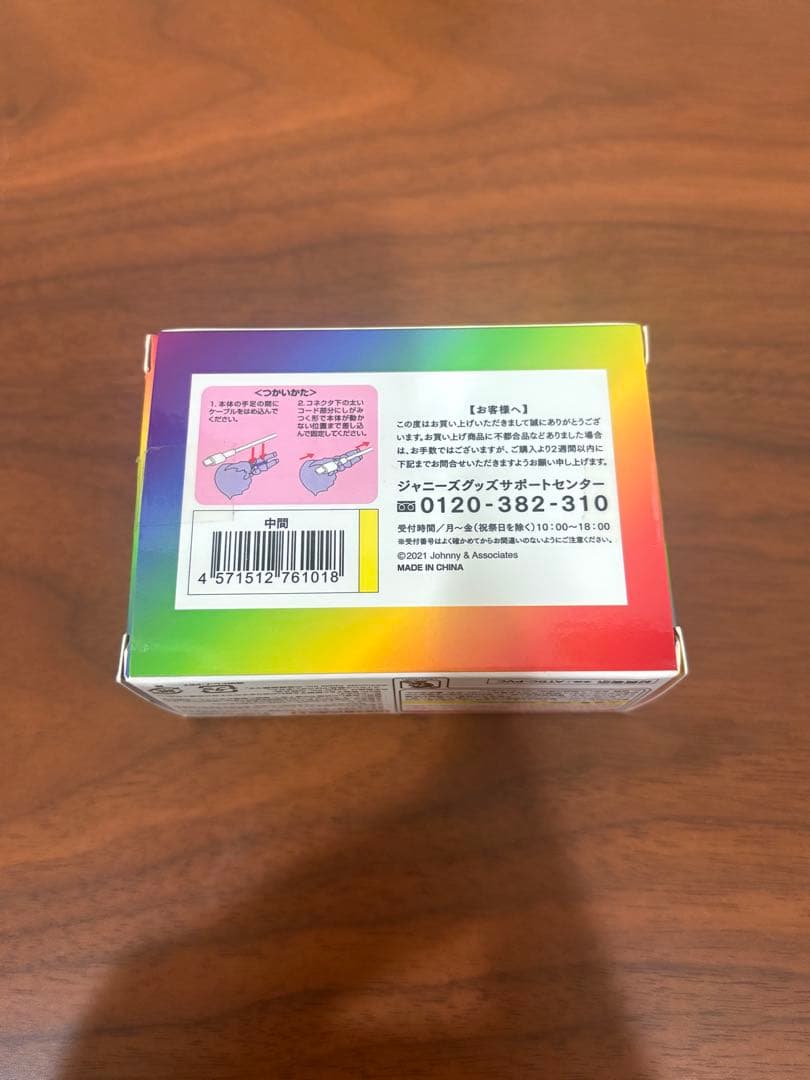 <つかいかた>
1.本体の手足の間に
ケーブルをはめ込んで
ください。
2.コネクタ下の太い
コード部分にしがみ
つく形で本体が動か
ない位置まで差し込
んで固定してください。
中間
4 571512 761018
【お客様へ】
この度はお買い上げいただきまして誠にありがとうござ
います。お買い上げ商品に不都合品などありました場合
は、お手数ではございますが、ご購入より2週間以内に
下記までお問合せいただきますようお願い申し上げます。
ジャニーズグッズサポートセンター
0120-382-310
受付時間/月〜金(祝祭日を除く)10:00〜18:00
※受付番号はよく確かめてからお間違いのないようにご注意ください。
©2021 Johnny & Associates
MADE IN CHINA